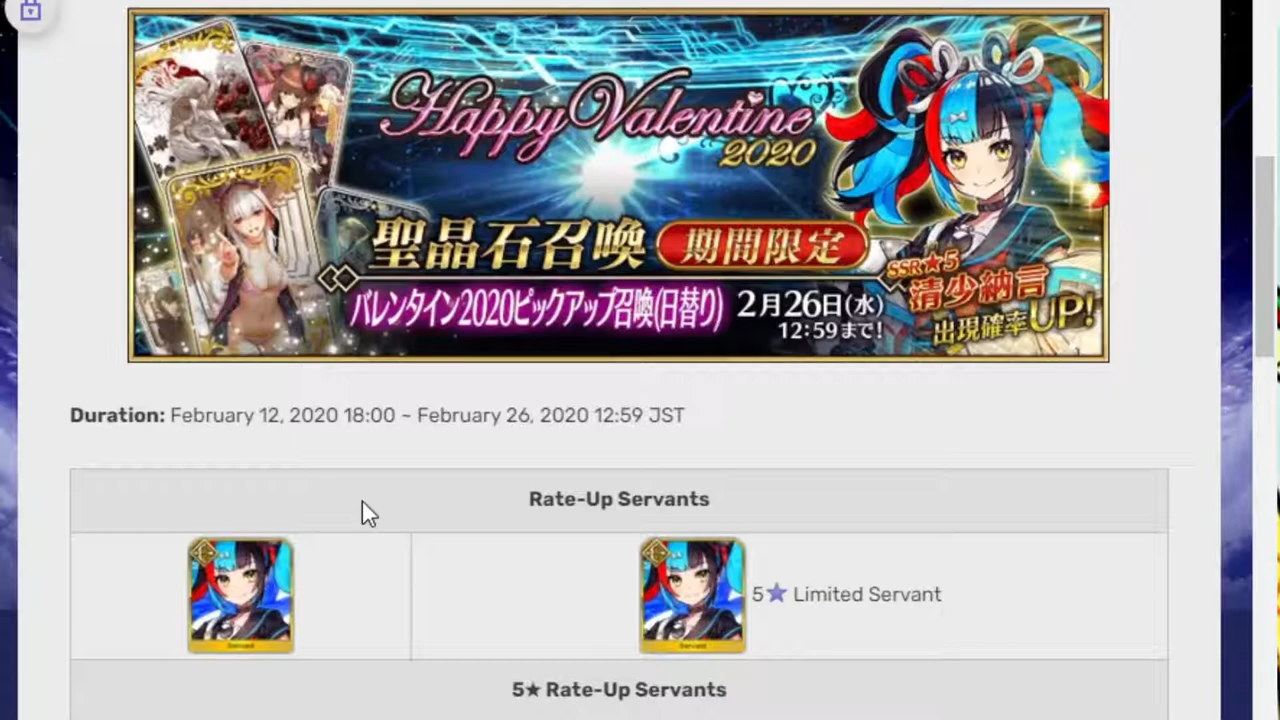 Happy Valentine
2020
聖晶石召喚 期間限定
バレンタイン2020ピックアップ召喚(日替り)
2月26日(水)
12:59まで!
SSR★5
清少納言
出現確率UP!
Duration: February 12, 2020 18:00 ~ February 26, 2020 12:59 JST
Rate-Up Servants
5★ Limited Servant
Servant
Servant
5★ Rate-Up Servants